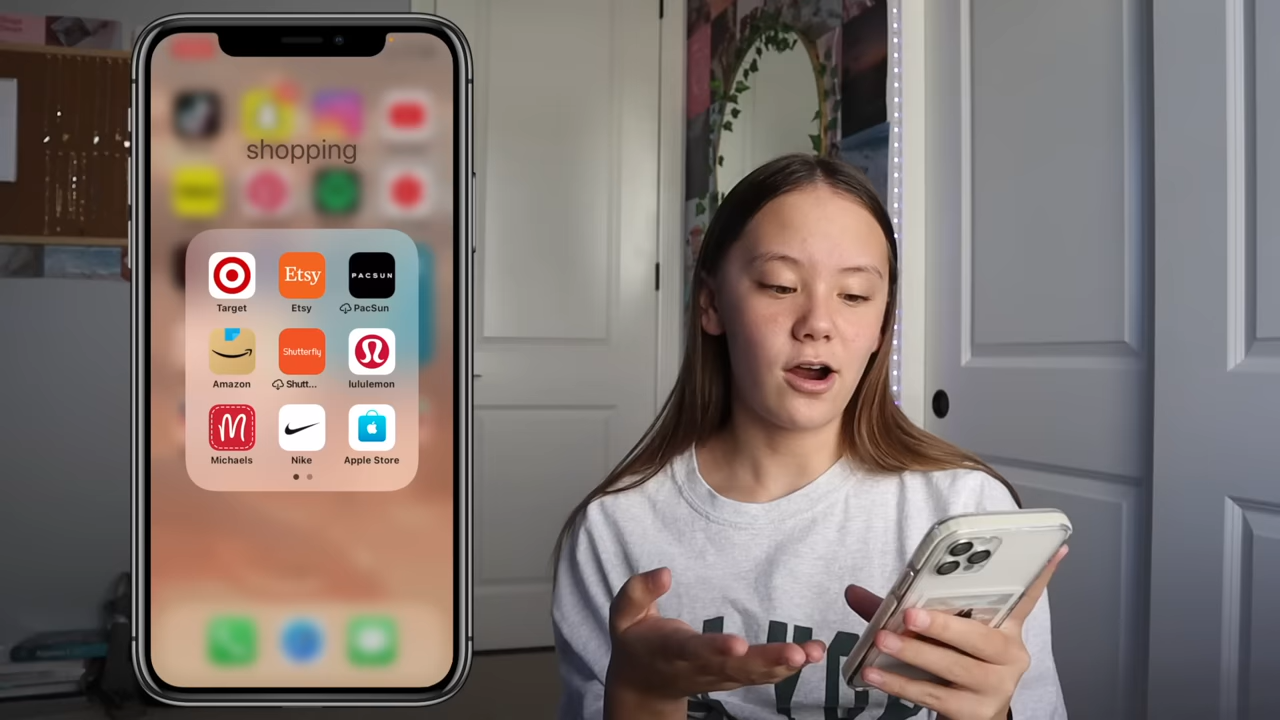 shopping
Etsy
PACSUN
Target Etsy PacSun
Shutterfly
Amazon Shutt... lululemon
Michaels Nike Apple Store